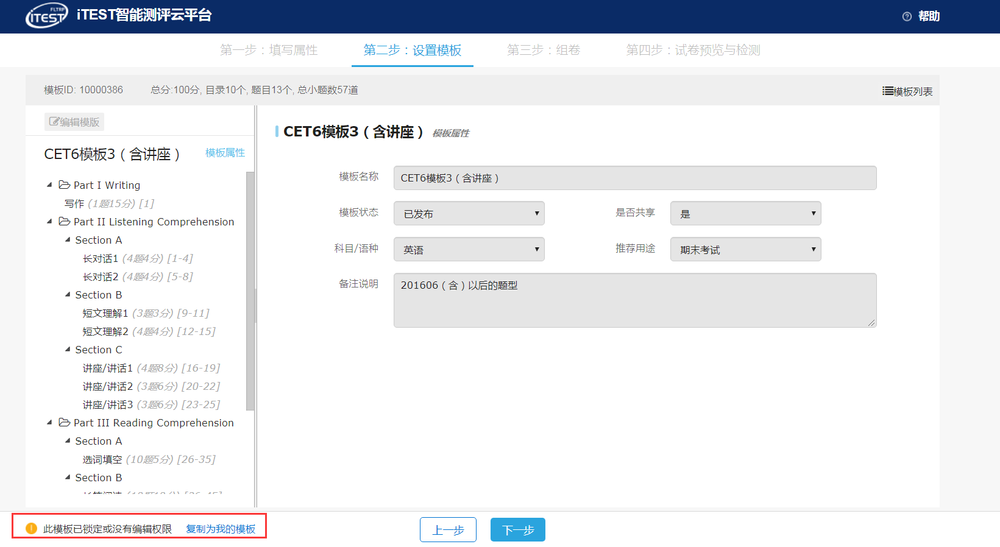 FLTRP
iTEST iTEST智能测评云平台
帮助
第一步：填写属性 第二步：设置模板 第三步：组卷 第四步：试卷预览与检测
模板ID: 10000386 总分:100分, 目录10个, 题目13个, 总小题数57道 模板列表
编辑模版
CET6模板3（含讲座） 模板属性
Part I Writing
写作 (1题15分) [1]
Part II Listening Comprehension
Section A
长对话1 (4题4分) [1-4]
长对话2 (4题4分) [5-8]
Section B
短文理解1 (3题3分) [9-11]
短文理解2 (4题4分) [12-15]
Section C
讲座/讲话1 (4题8分) [16-19]
讲座/讲话2 (3题6分) [20-22]
讲座/讲话3 (3题6分) [23-25]
Part III Reading Comprehension
Section A
选词填空 (10题5分) [26-35]
Section B
CET6模板3（含讲座） 模板属性
模板名称 CET6模板3（含讲座）
模板状态 已发布 是否共享 是
科目/语种 英语 推荐用途 期末考试
备注说明 201606（含）以后的题型
此模板已锁定或没有编辑权限 复制为我的模板
上一步 下一步